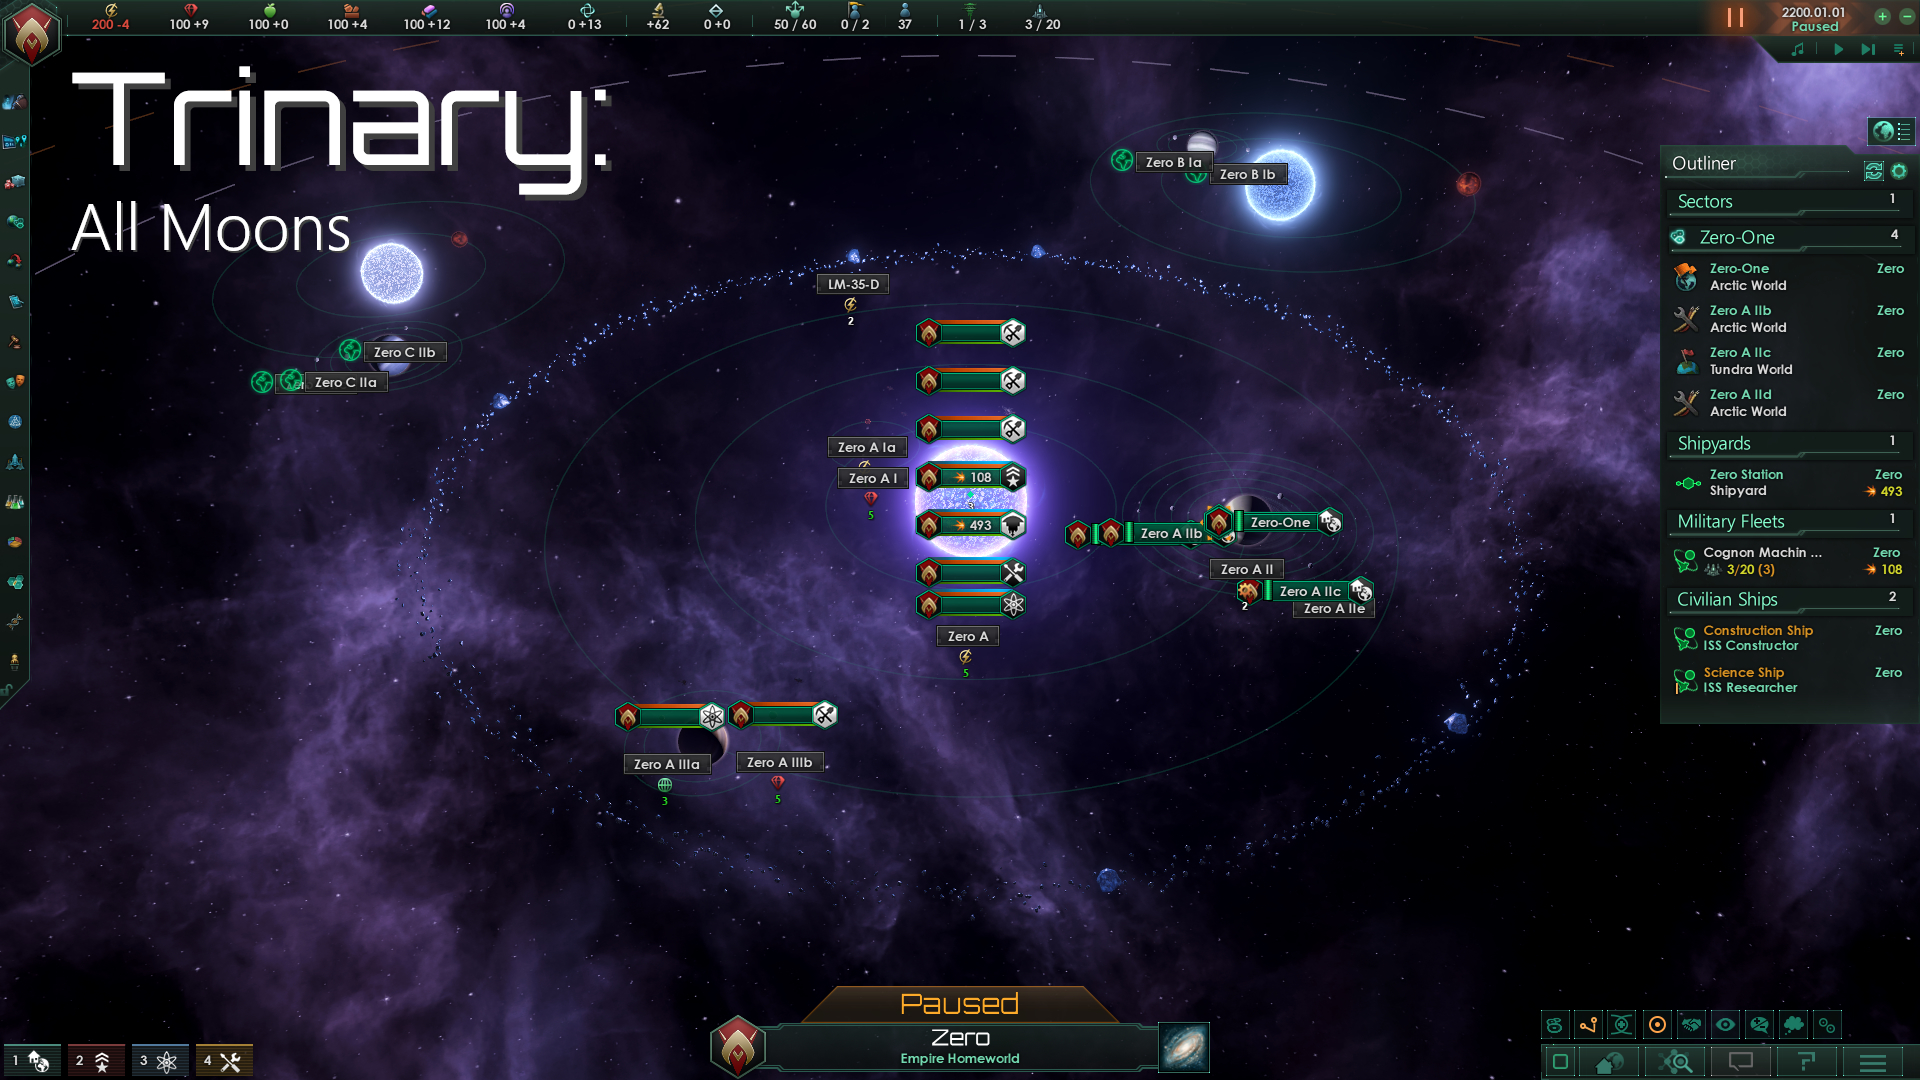 200 -4 100 +9 100 +0 100 +4 100 +12 100 +4 0 +13 +62 0 +0 50 / 60 0 / 2 37 1 / 3 3 / 20
2200.01.01
Paused
Trinary:
All Moons
Zero B Ia
Zero B Ib
LM-35-D
2
Zero C IIb
Zero C IIa
Zero A Ia
Zero A I
5
108
3
493
Zero A IIb
Zero-One
Zero A II
2
Zero A IIc
Zero A IIe
Zero A
5
Zero A IIIa
3
Zero A IIIb
5
Outliner
Sectors 1
Zero-One 4
Zero-One Zero
Arctic World
Zero A IIb Zero
Arctic World
Zero A IIc Zero
Tundra World
Zero A IId Zero
Arctic World
Shipyards 1
Zero Station Zero
Shipyard 493
Military Fleets 1
Cognon Machin ... Zero
3/20 (3) 108
Civilian Ships 2
Construction Ship Zero
ISS Constructor
Science Ship Zero
ISS Researcher
Paused
Zero
Empire Homeworld
1 2 3 4